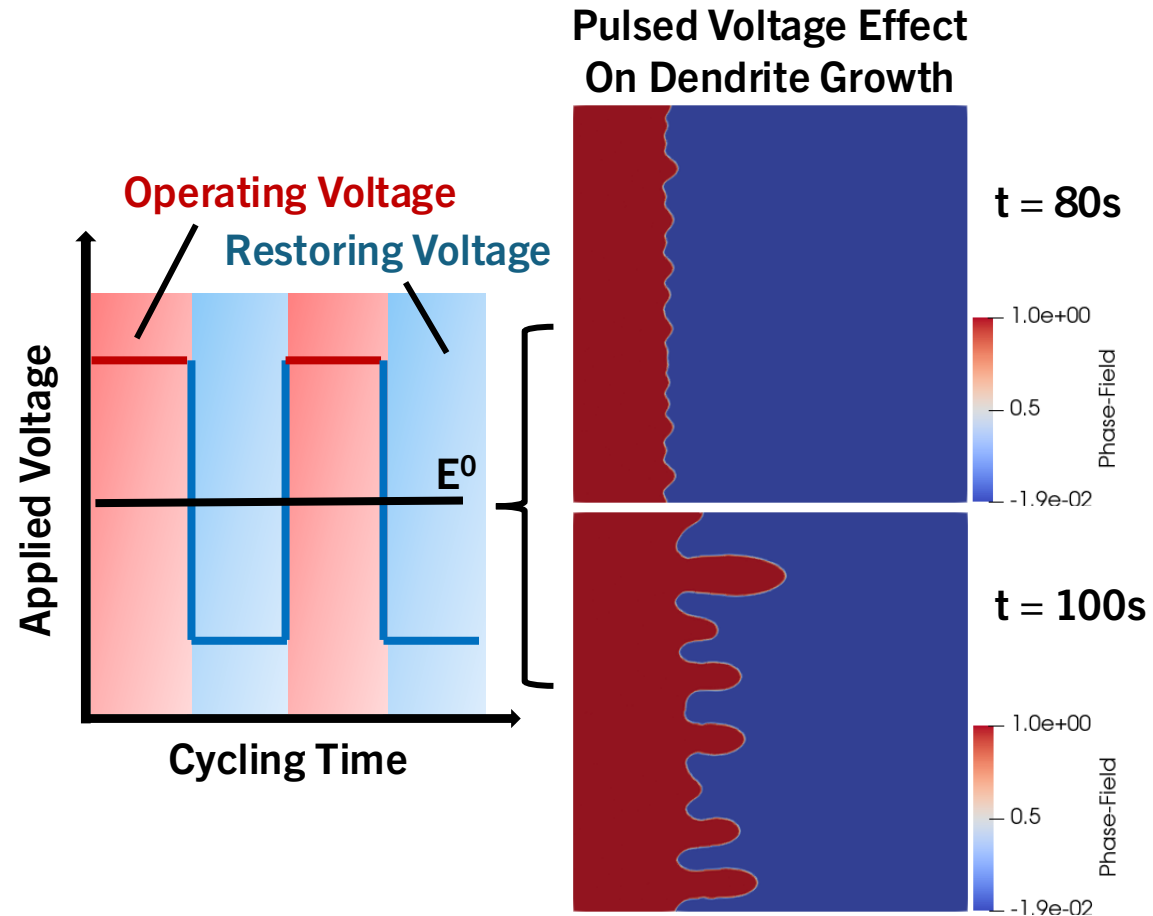 Pulsed Voltage Effect
On Dendrite Growth
Operating Voltage
Restoring Voltage
E⁰
Applied Voltage
Cycling Time
t = 80s
1.0e+00
0.5
-1.9e-02
Phase-Field
t = 100s
1.0e+00
0.5
-1.9e-02
Phase-Field